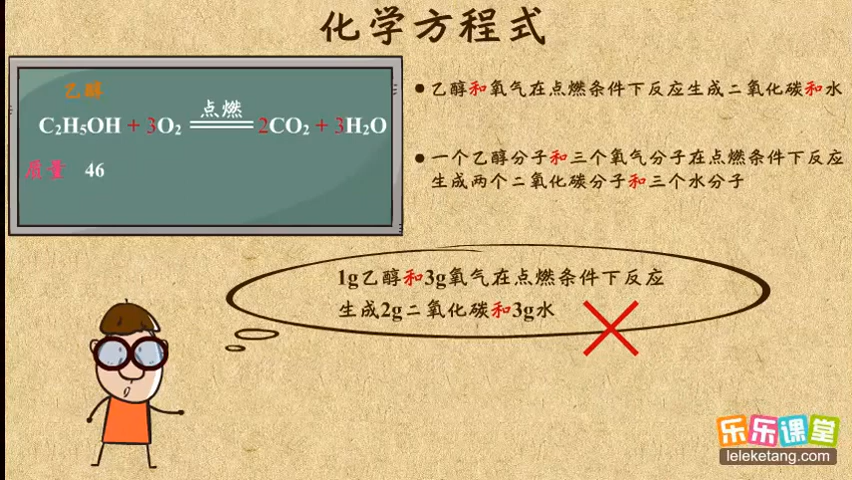 化学方程式
乙醇
点燃
C₂H₅OH + 3O₂ ══ 2CO₂ + 3H₂O
质量 46
乙醇和氧气在点燃条件下反应生成二氧化碳和水
一个乙醇分子和三个氧气分子在点燃条件下反应
生成两个二氧化碳分子和三个水分子
1g乙醇和3g氧气在点燃条件下反应
生成2g二氧化碳和3g水
乐乐课堂
leleketang.com